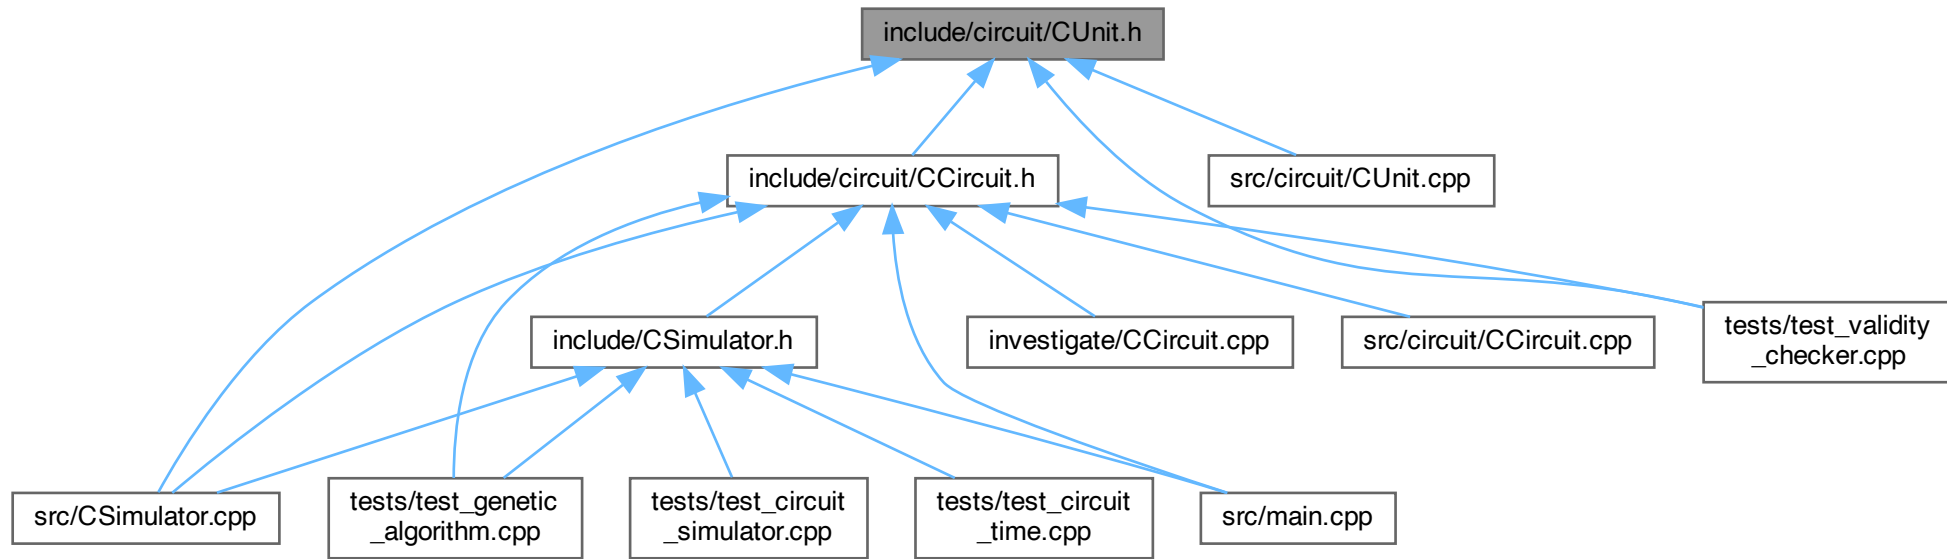 include/circuit/CUnit.h
include/circuit/CCircuit.h
src/circuit/CUnit.cpp
include/CSimulator.h
investigate/CCircuit.cpp
src/circuit/CCircuit.cpp
tests/test_validity
_checker.cpp
src/CSimulator.cpp
tests/test_genetic
_algorithm.cpp
tests/test_circuit
_simulator.cpp
tests/test_circuit
_time.cpp
src/main.cpp